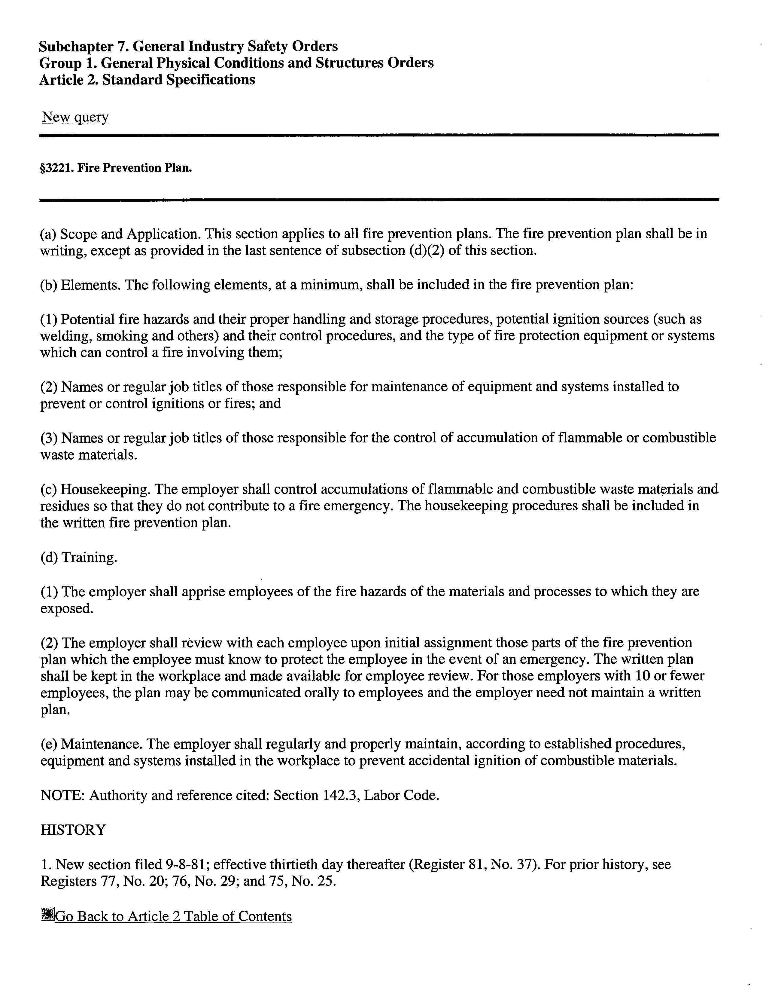 Subchapter 7. General Industry Safety Orders
Group 1. General Physical Conditions and Structures Orders
Article 2. Standard Specifications
New query
§3221. Fire Prevention Plan.
(a) Scope and Application. This section applies to all fire prevention plans. The fire prevention plan shall be in
writing, except as provided in the last sentence of subsection (d)(2) of this section.
(b) Elements. The following elements, at a minimum, shall be included in the fire prevention plan:
(1) Potential fire hazards and their proper handling and storage procedures, potential ignition sources (such as
welding, smoking and others) and their control procedures, and the type of fire protection equipment or systems
which can control a fire involving them;
(2) Names or regular job titles of those responsible for maintenance of equipment and systems installed to
prevent or control ignitions or fires; and
(3) Names or regular job titles of those responsible for the control of accumulation of flammable or combustible
waste materials.
(c) Housekeeping. The employer shall control accumulations of flammable and combustible waste materials and
residues so that they do not contribute to a fire emergency. The housekeeping procedures shall be included in
the written fire prevention plan.
(d) Training.
(1) The employer shall apprise employees of the fire hazards of the materials and processes to which they are
exposed.
(2) The employer shall review with each employee upon initial assignment those parts of the fire prevention
plan which the employee must know to protect the employee in the event of an emergency. The written plan
shall be kept in the workplace and made available for employee review. For those employers with 10 or fewer
employees, the plan may be communicated orally to employees and the employer need not maintain a written
plan.
(e) Maintenance. The employer shall regularly and properly maintain, according to established procedures,
equipment and systems installed in the workplace to prevent accidental ignition of combustible materials.
NOTE: Authority and reference cited: Section 142.3, Labor Code.
HISTORY
1. New section filed 9-8-81; effective thirtieth day thereafter (Register 81, No. 37). For prior history, see
Registers 77, No. 20; 76, No. 29; and 75, No. 25.
Go Back to Article 2 Table of Contents